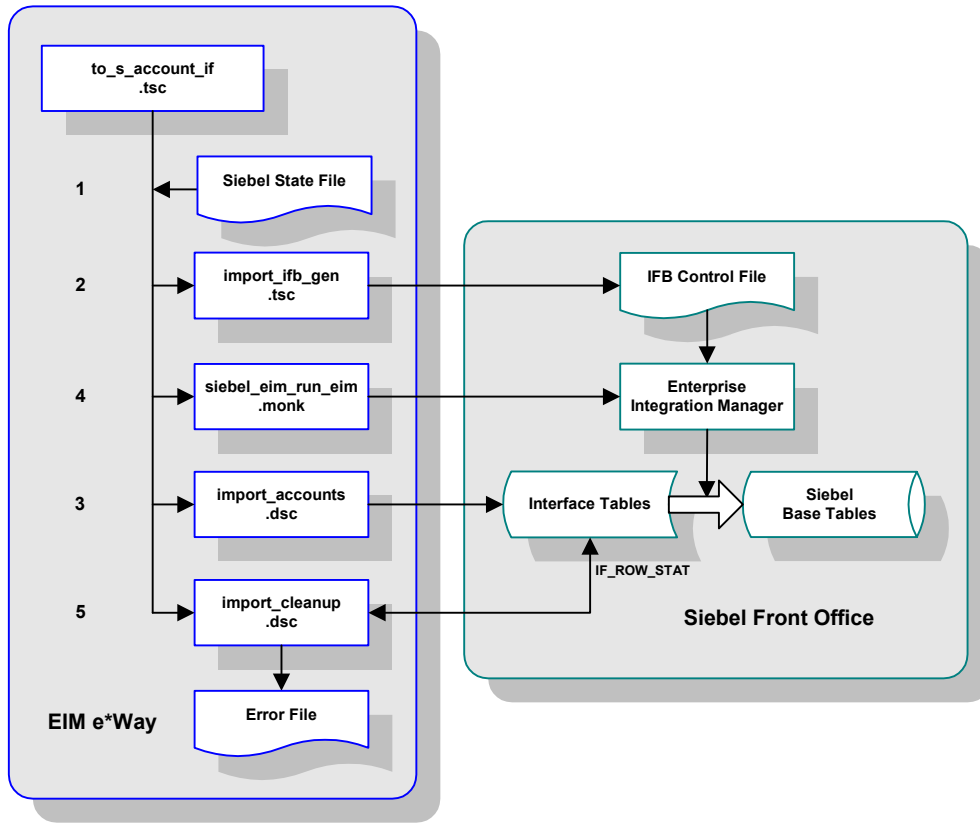 to_s_account_if
.tsc
1
Siebel State File
2
import_ifb_gen
.tsc
IFB Control File
4
siebel_eim_run_eim
.monk
Enterprise
Integration Manager
3
import_accounts
.dsc
Interface Tables
Siebel
Base Tables
IF_ROW_STAT
5
import_cleanup
.dsc
Siebel Front Office
EIM e*Way
Error File